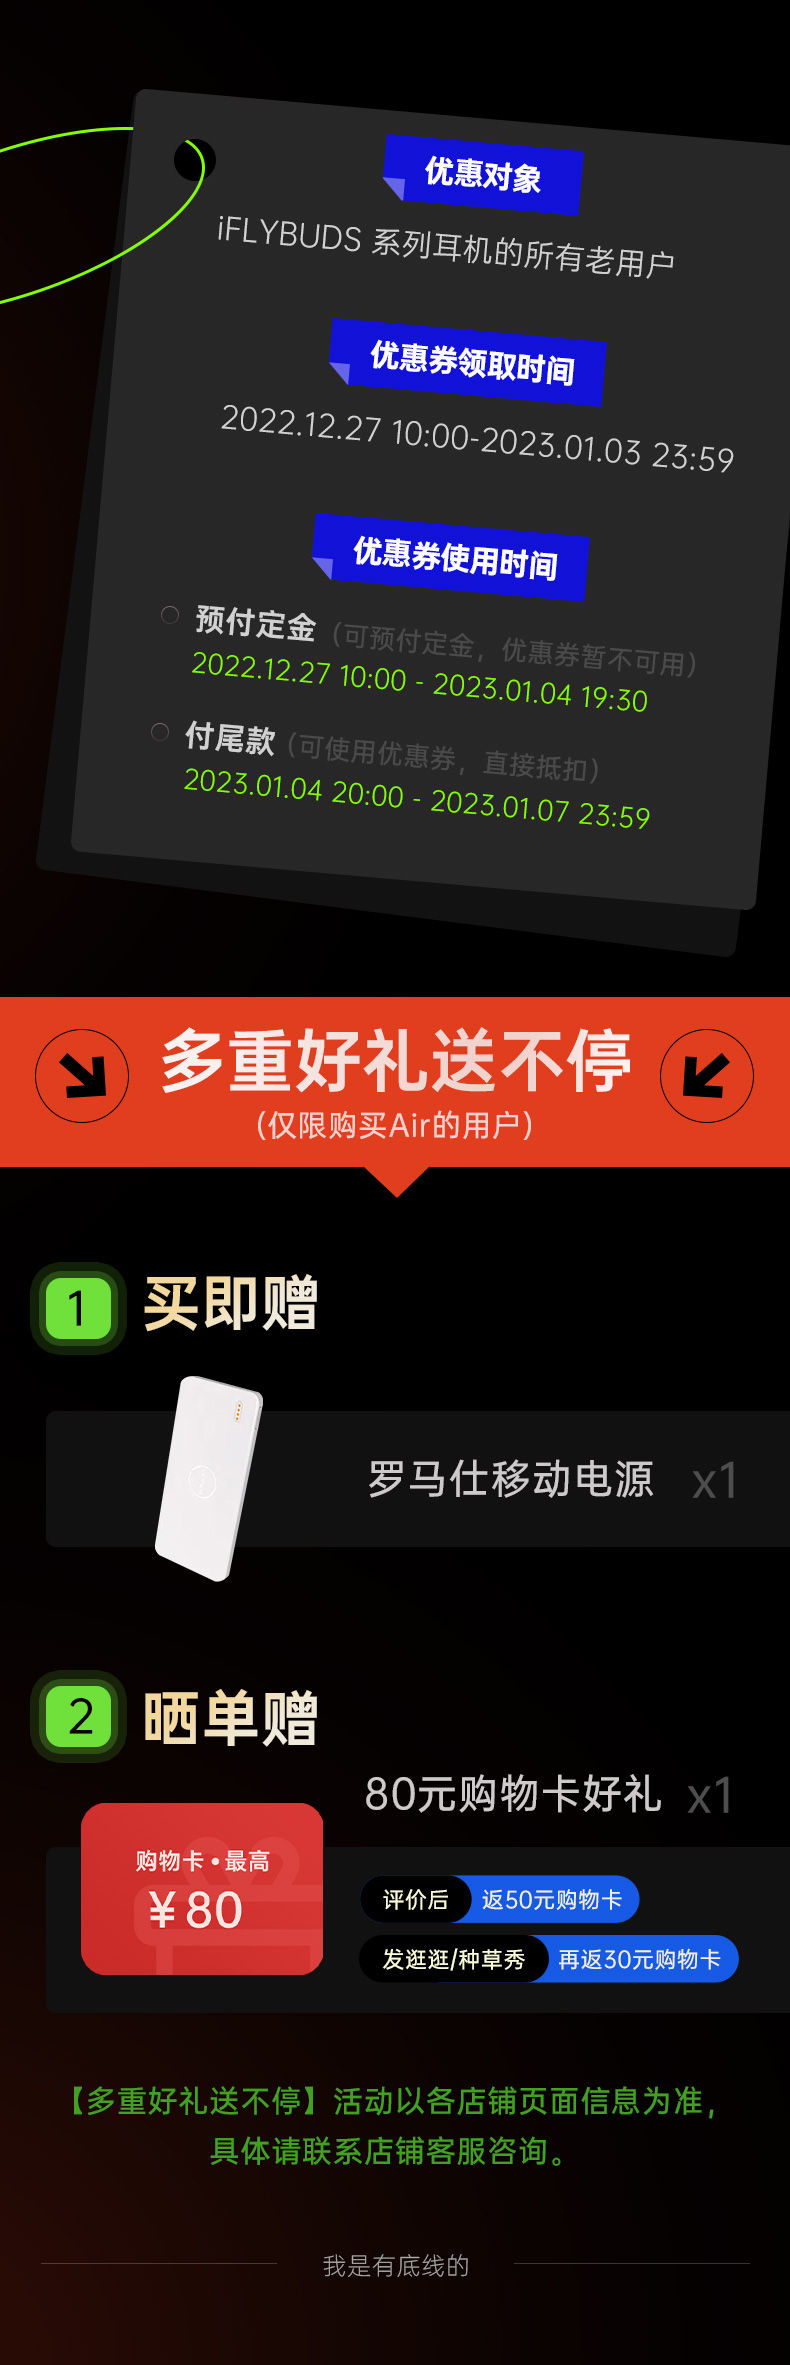 优惠对象
iFLYBUDS 系列耳机的所有老用户
优惠券领取时间
2022.12.27 10:00-2023.01.03 23:59
优惠券使用时间
预付定金（可预付定金，优惠券暂不可用）
2022.12.27 10:00 - 2023.01.04 19:30
付尾款（可使用优惠券，直接抵扣）
2023.01.04 20:00 - 2023.01.07 23:59
多重好礼送不停
(仅限购买Air的用户)
1 买即赠
罗马仕移动电源 x1
2 晒单赠
80元购物卡好礼 x1
购物卡•最高
¥80
评价后 返50元购物卡
发逛逛/种草秀 再返30元购物卡
【多重好礼送不停】活动以各店铺页面信息为准，
具体请联系店铺客服咨询。
我是有底线的